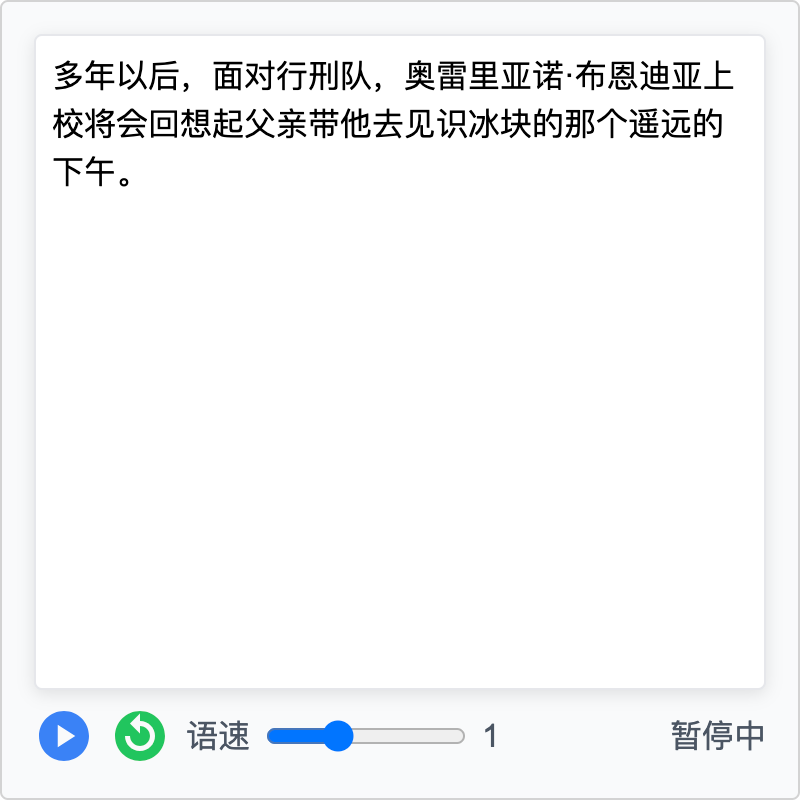 多年以后，面对行刑队，奥雷里亚诺·布恩迪亚上
校将会回想起父亲带他去见识冰块的那个遥远的
下午。
语速 1 暂停中